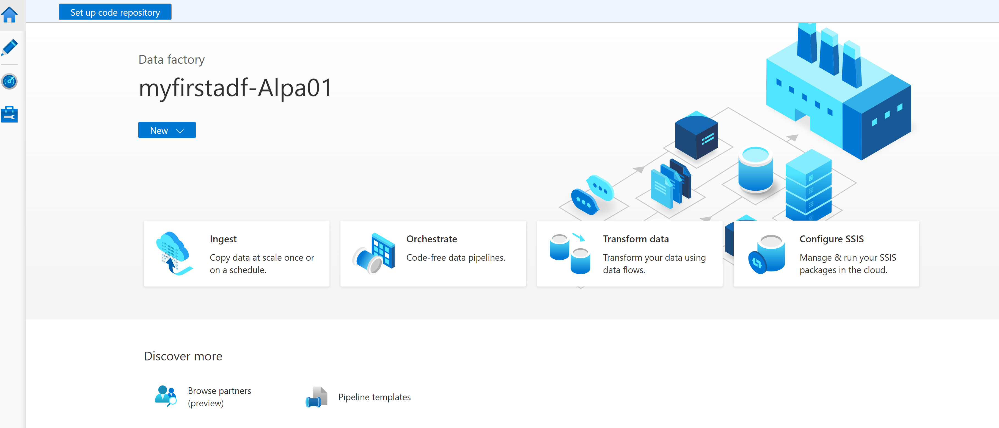 Set up code repository
Data factory
myfirstadf-Alpa01
New
Ingest
Copy data at scale once or
on a schedule.
Orchestrate
Code-free data pipelines.
Transform data
Transform your data using
data flows.
Configure SSIS
Manage & run your SSIS
packages in the cloud.
Discover more
Browse partners
(preview)
Pipeline templates